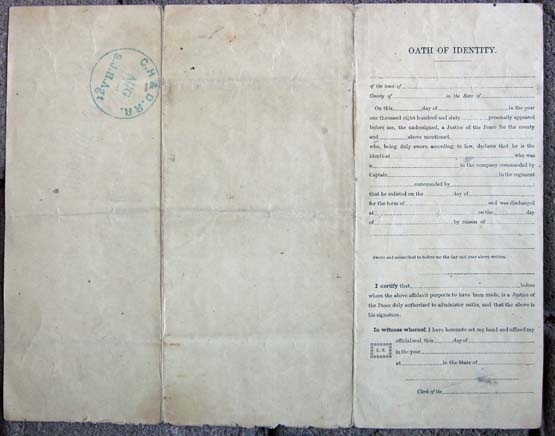 C.H & D. RR.
AUG
S.J.H. Agt
OATH OF IDENTITY.
of the town of
County of in the State of
On this day of in the year
one thousand eight hundred and sixty personally appeared
before me, the undersigned, a Justice of the Peace for the county
and above mentioned,
who, being duly sworn according to law, declares that he is the
identical who was
a in the company commanded by
Captain in the regiment
commanded by ;
that he enlisted on the day of
for the term of and was discharged
at on the day
of by reason of
Sworn and subscribed to before me the day and year above written.
I certify that, before
whom the above affidavit purports to have been made, is a Justice of
the Peace duly authorized to administer oaths, and that the above is
his signature.
In witness whereof, I have hereunto set my hand and affixed my
official seal, this day of
L. S.
in the year
at in the State of
Clerk of the